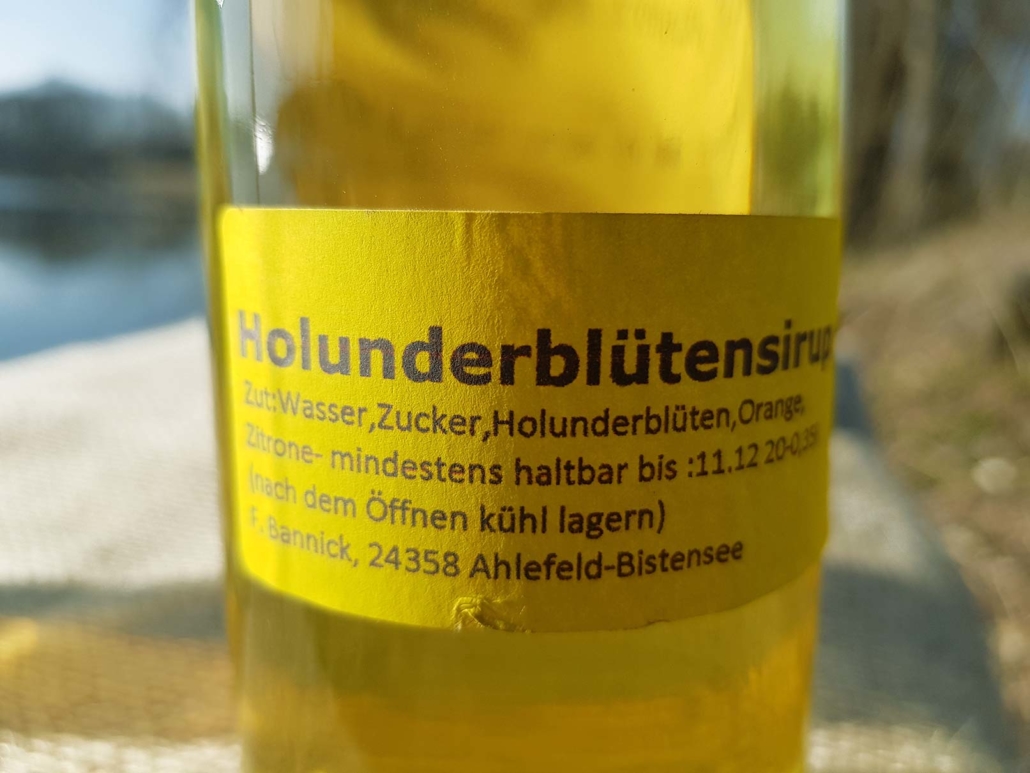 Holunderblütensirup
Zut:Wasser,Zucker,Holunderblüten,Orange,
Zitrone- mindestens haltbar bis :11.12 20-0,35l
(nach dem Öffnen kühl lagern)
F. Bannick, 24358 Ahlefeld-Bistensee